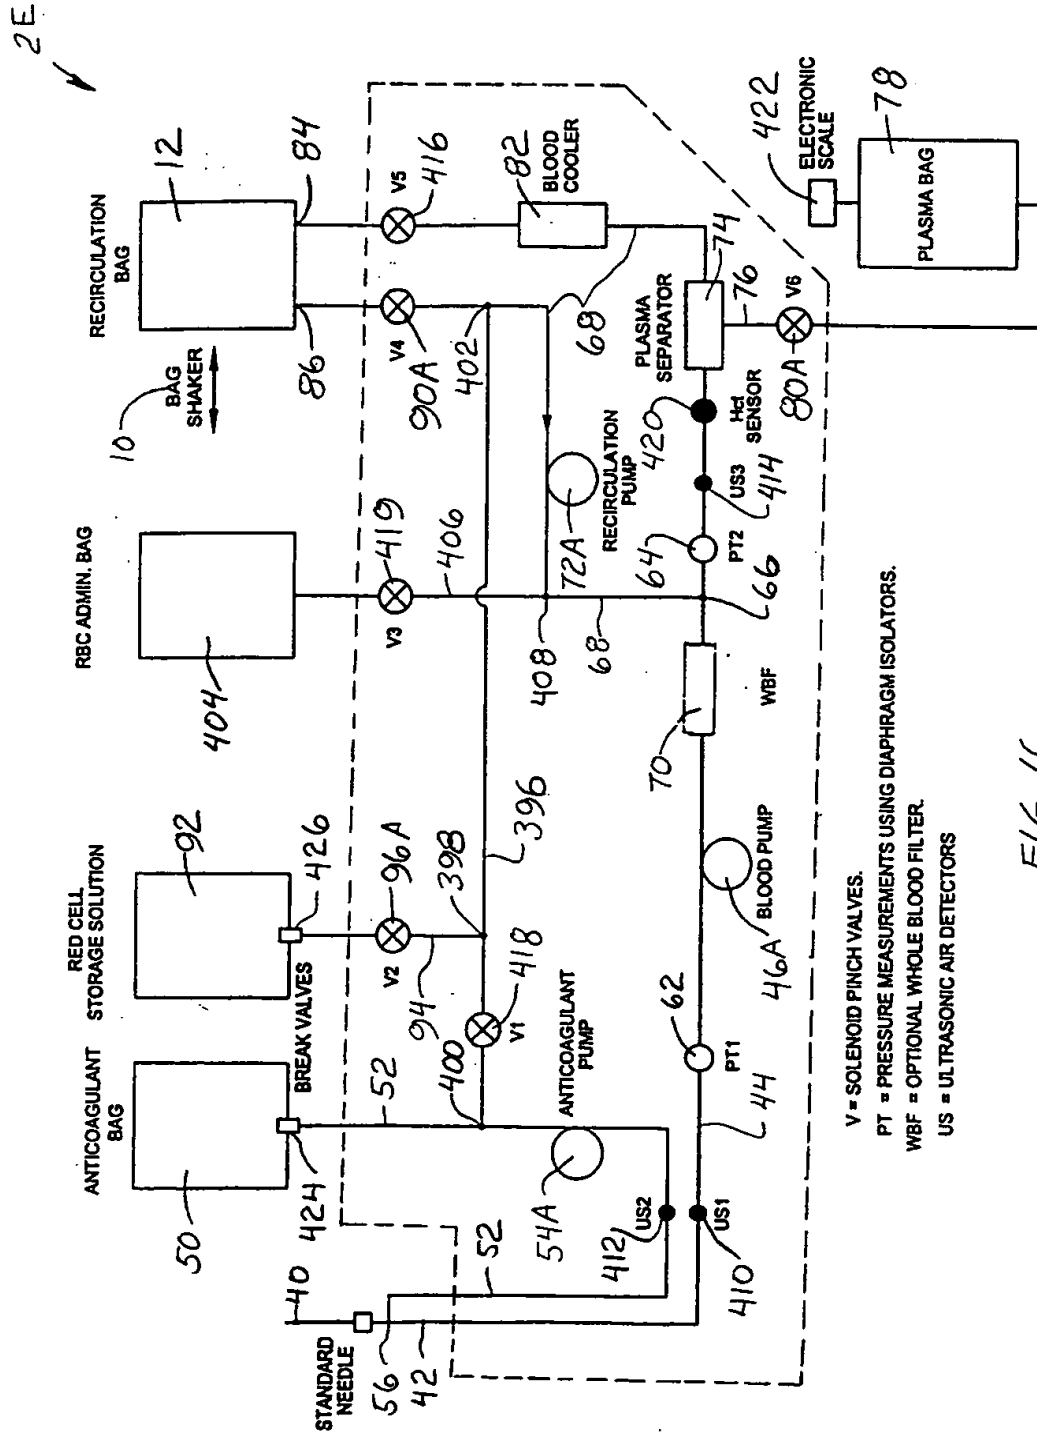 2E
RECIRCULATION
BAG
12
84
86
10
BAG
SHAKER
V5
416
V4
90A
402
82
BLOOD
COOLER
68
RBC ADMIN. BAG
404
419
V3
406
72A
RECIRCULATION
PUMP
408
68
RED CELL
STORAGE SOLUTION
92
426
BREAK VALVES
96A
V2
94
398
396
418
V1
ANTICOAGULANT
BAG
50
424
52
400
ANTICOAGULANT
PUMP
54A
40
STANDARD
NEEDLE
56
42
52
412
US2
US1
410
44
62
PT1
46A
BLOOD PUMP
70
WBF
66
64
PT2
414
US3
420
Hct
SENSOR
PLASMA
SEPARATOR
74
76
V6
80A
422
ELECTRONIC
SCALE
78
PLASMA BAG
V = SOLENOID PINCH VALVES.
PT = PRESSURE MEASUREMENTS USING DIAPHRAGM ISOLATORS.
WBF = OPTIONAL WHOLE BLOOD FILTER.
US = ULTRASONIC AIR DETECTORS